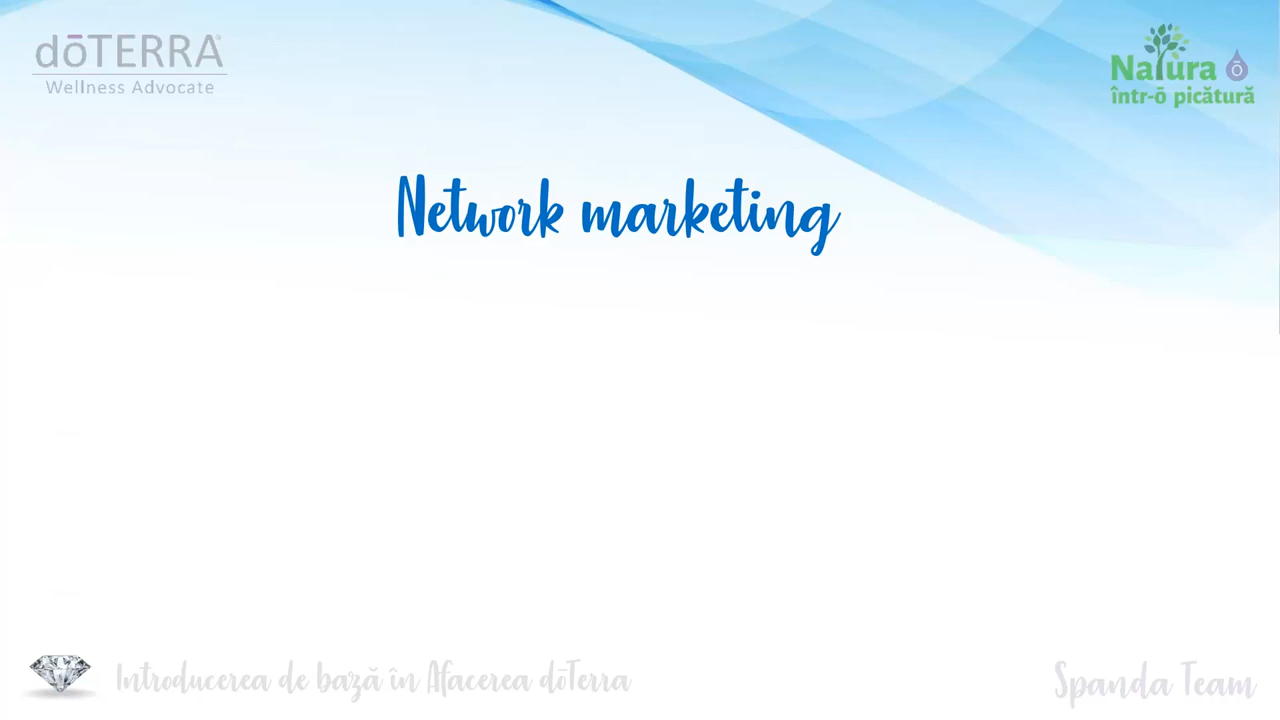 dōTERRA®
Wellness Advocate
Natura ō
într-ō picătură
Network marketing
Introducerea de bază în Afacerea dōTerra
Spanda Team